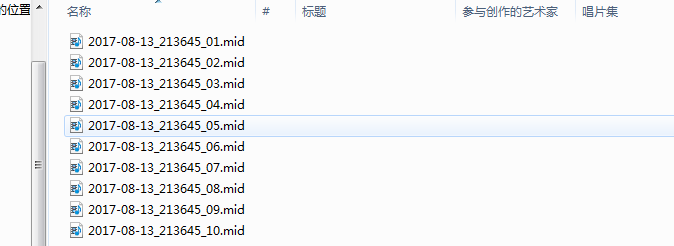 的位置 名称 # 标题 参与创作的艺术家 唱片集
2017-08-13_213645_01.mid
2017-08-13_213645_02.mid
2017-08-13_213645_03.mid
2017-08-13_213645_04.mid
2017-08-13_213645_05.mid
2017-08-13_213645_06.mid
2017-08-13_213645_07.mid
2017-08-13_213645_08.mid
2017-08-13_213645_09.mid
2017-08-13_213645_10.mid